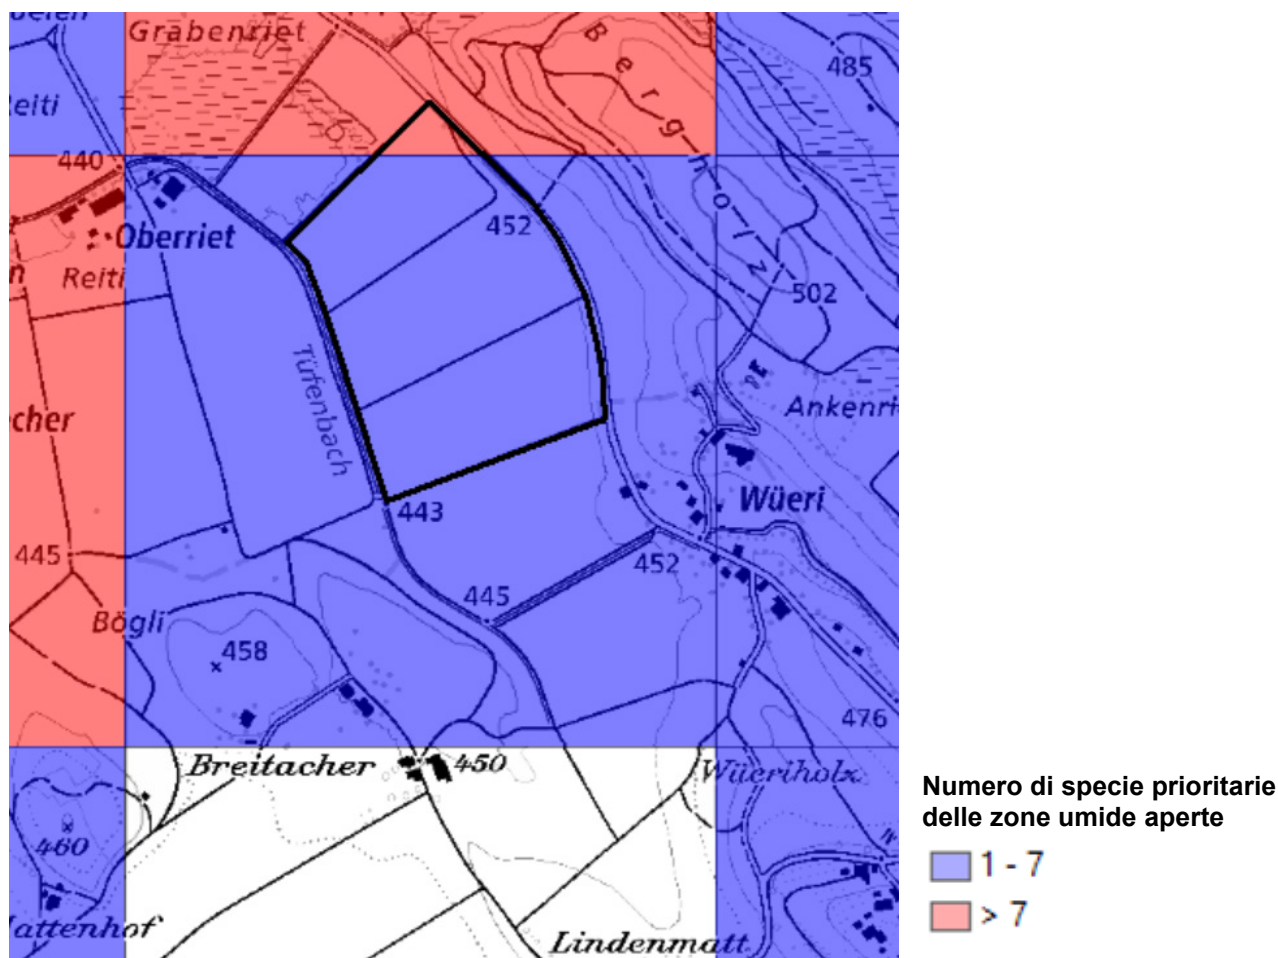 Grabenriet
Bergholz
485
Reiti
440
Oberriet
452
Reiti
502
Tüfenbach
cher
Ankenri
Wüeri
443
445
452
445
Bögli
458
476
Breitacher
450
Wüeriholz
460
attenhof
Lindenmatt
Numero di specie prioritarie
delle zone umide aperte
1 - 7
> 7